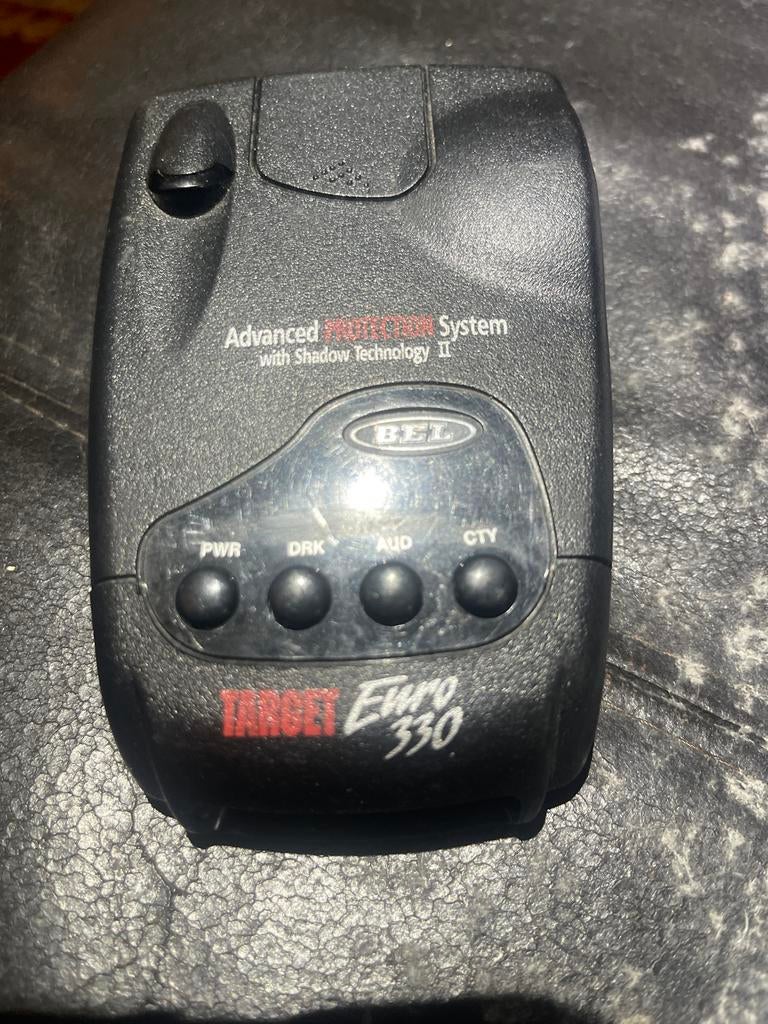 Advanced PROTECTION System
with Shadow Technology II
BEL
PWR DRK AUD CTY
TARGET Euro
330